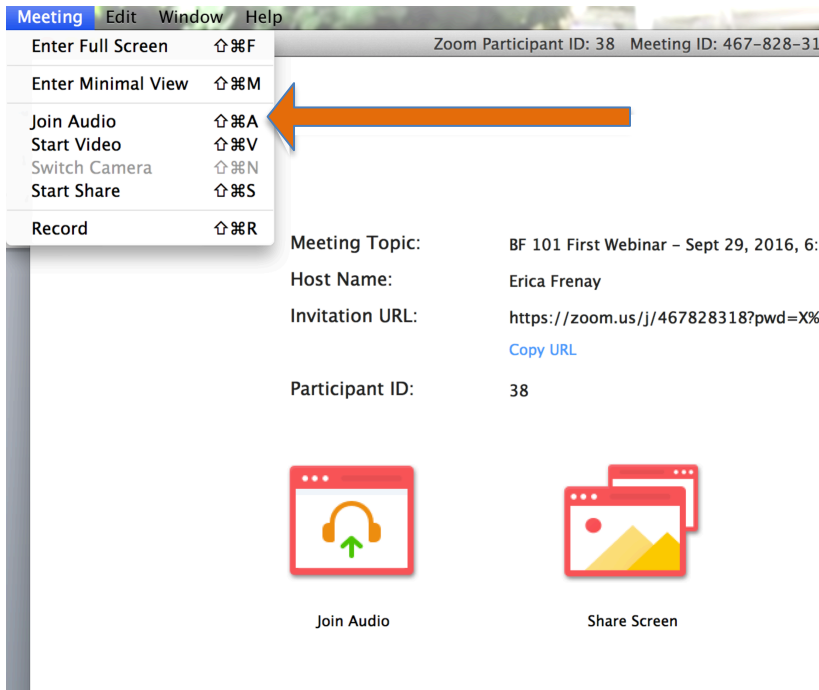 Meeting Edit Window Help
Enter Full Screen ⇧⌘F
Zoom Participant ID: 38 Meeting ID: 467-828-31
Enter Minimal View ⇧⌘M
Join Audio ⇧⌘A
Start Video ⇧⌘V
Switch Camera ⇧⌘N
Start Share ⇧⌘S
Record ⇧⌘R
Meeting Topic: BF 101 First Webinar – Sept 29, 2016, 6:
Host Name: Erica Frenay
Invitation URL: https://zoom.us/j/467828318?pwd=X%
Copy URL
Participant ID: 38
Join Audio Share Screen